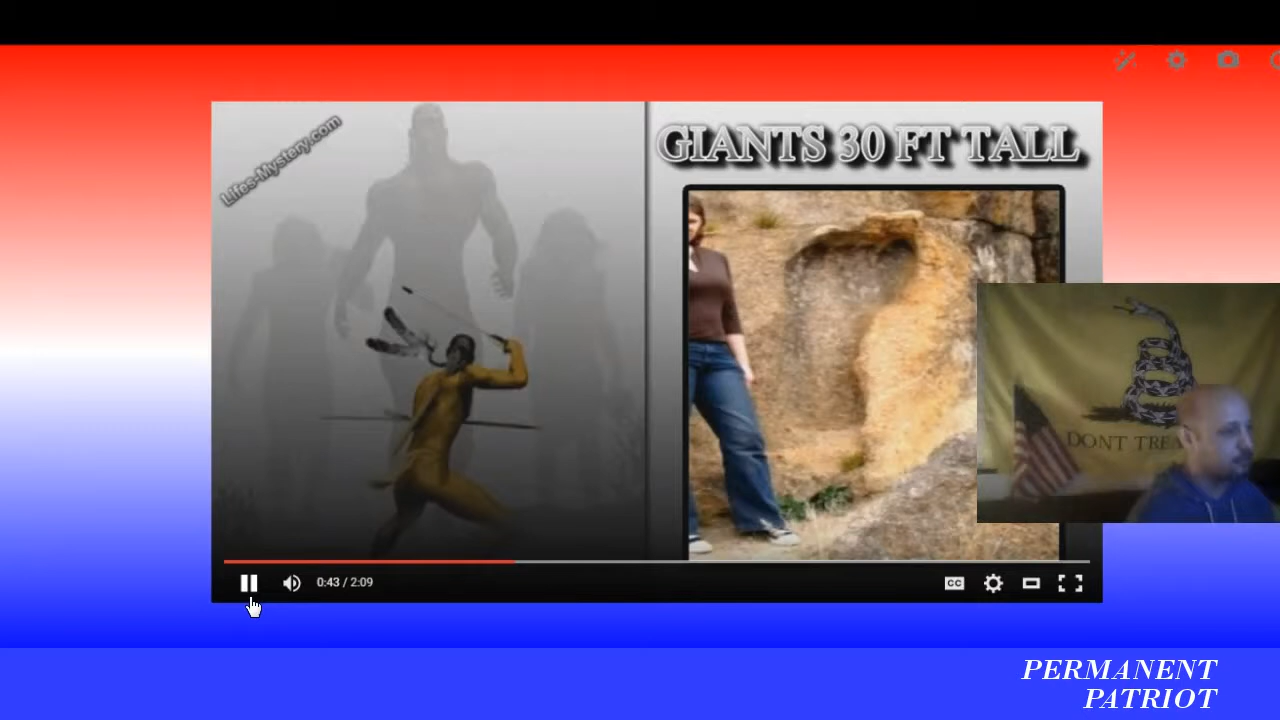 Lifes-Mystery.com
GIANTS 30 FT TALL
DONT TREA
0:43 / 2:09
CC
PERMANENT
PATRIOT